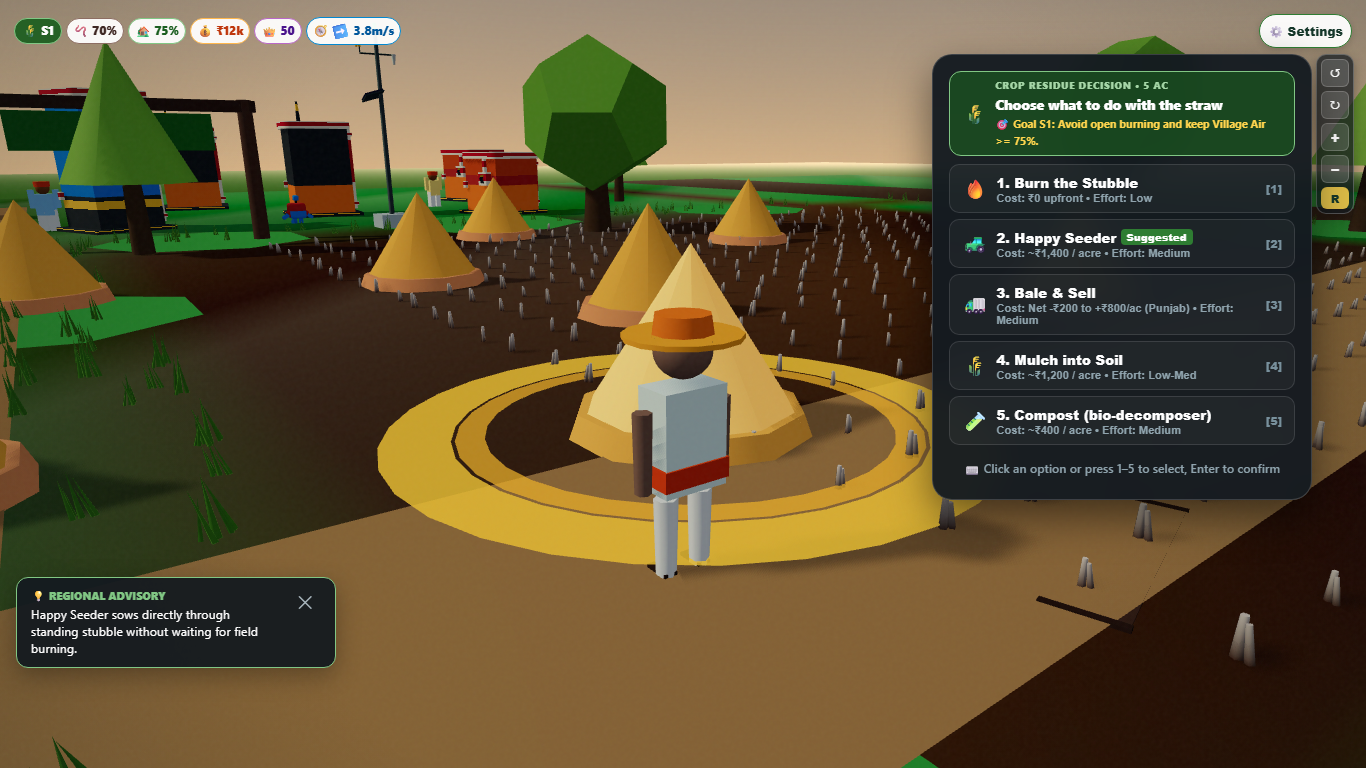 S1
70%
75%
₹12k
50
3.8m/s
Settings
CROP RESIDUE DECISION • 5 AC
Choose what to do with the straw
Goal S1: Avoid open burning and keep Village Air
>= 75%.
1. Burn the Stubble
Cost: ₹0 upfront • Effort: Low
[1]
2. Happy Seeder Suggested
Cost: ~₹1,400 / acre • Effort: Medium
[2]
3. Bale & Sell
Cost: Net -₹200 to +₹800/ac (Punjab) • Effort:
Medium
[3]
4. Mulch into Soil
Cost: ~₹1,200 / acre • Effort: Low-Med
[4]
5. Compost (bio-decomposer)
Cost: ~₹400 / acre • Effort: Medium
[5]
Click an option or press 1–5 to select, Enter to confirm
↺
↻
+
−
R
REGIONAL ADVISORY
Happy Seeder sows directly through
standing stubble without waiting for field
burning.